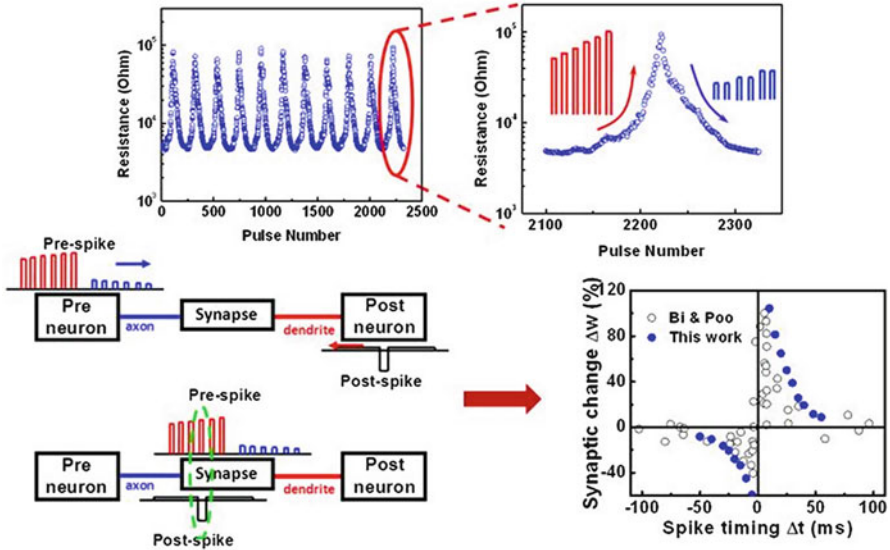 Resistance (Ohm)
10⁵
10⁴
10³
0
500
1000
1500
2000
2500
Pulse Number
Resistance (Ohm)
10⁵
10⁴
10³
2100
2200
2300
Pulse Number
Pre-spike
Pre
neuron
axon
Synapse
dendrite
Post
neuron
Post-spike
Pre-spike
Pre
neuron
axon
Synapse
dendrite
Post
neuron
Post-spike
Synaptic change Δw (%)
120
80
40
0
-40
Bi & Poo
This work
-100
-50
0
50
100
Spike timing Δt (ms)